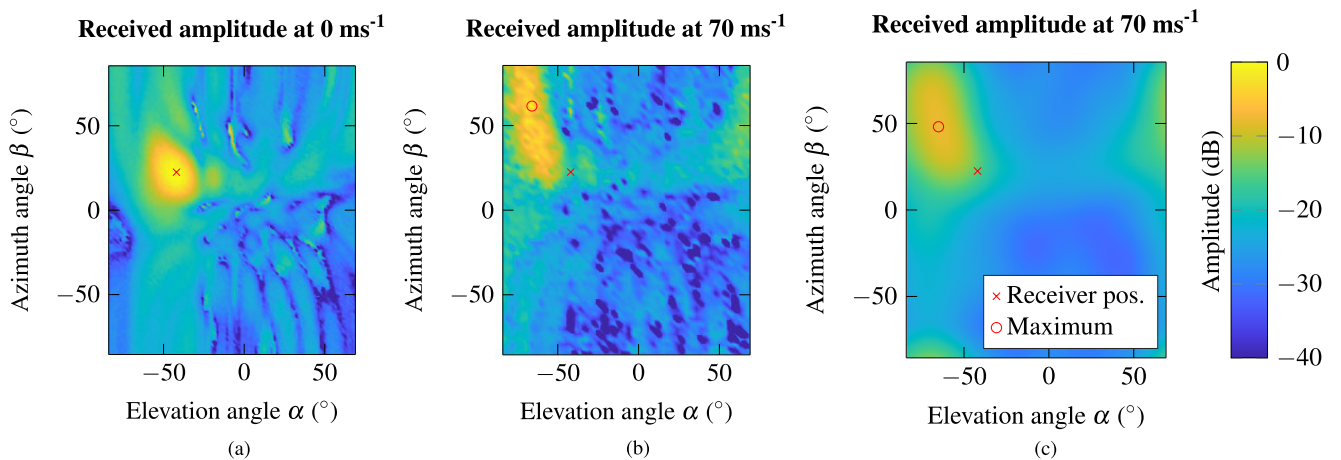 Received amplitude at 0 ms⁻¹
Azimuth angle β (°)
50
0
−50
−50 0 50
Elevation angle α (°)
(a)
Received amplitude at 70 ms⁻¹
Azimuth angle β (°)
50
0
−50
−50 0 50
Elevation angle α (°)
(b)
Received amplitude at 70 ms⁻¹
Azimuth angle β (°)
50
0
−50
Receiver pos.
Maximum
−50 0 50
Elevation angle α (°)
(c)
Amplitude (dB)
0
−10
−20
−30
−40